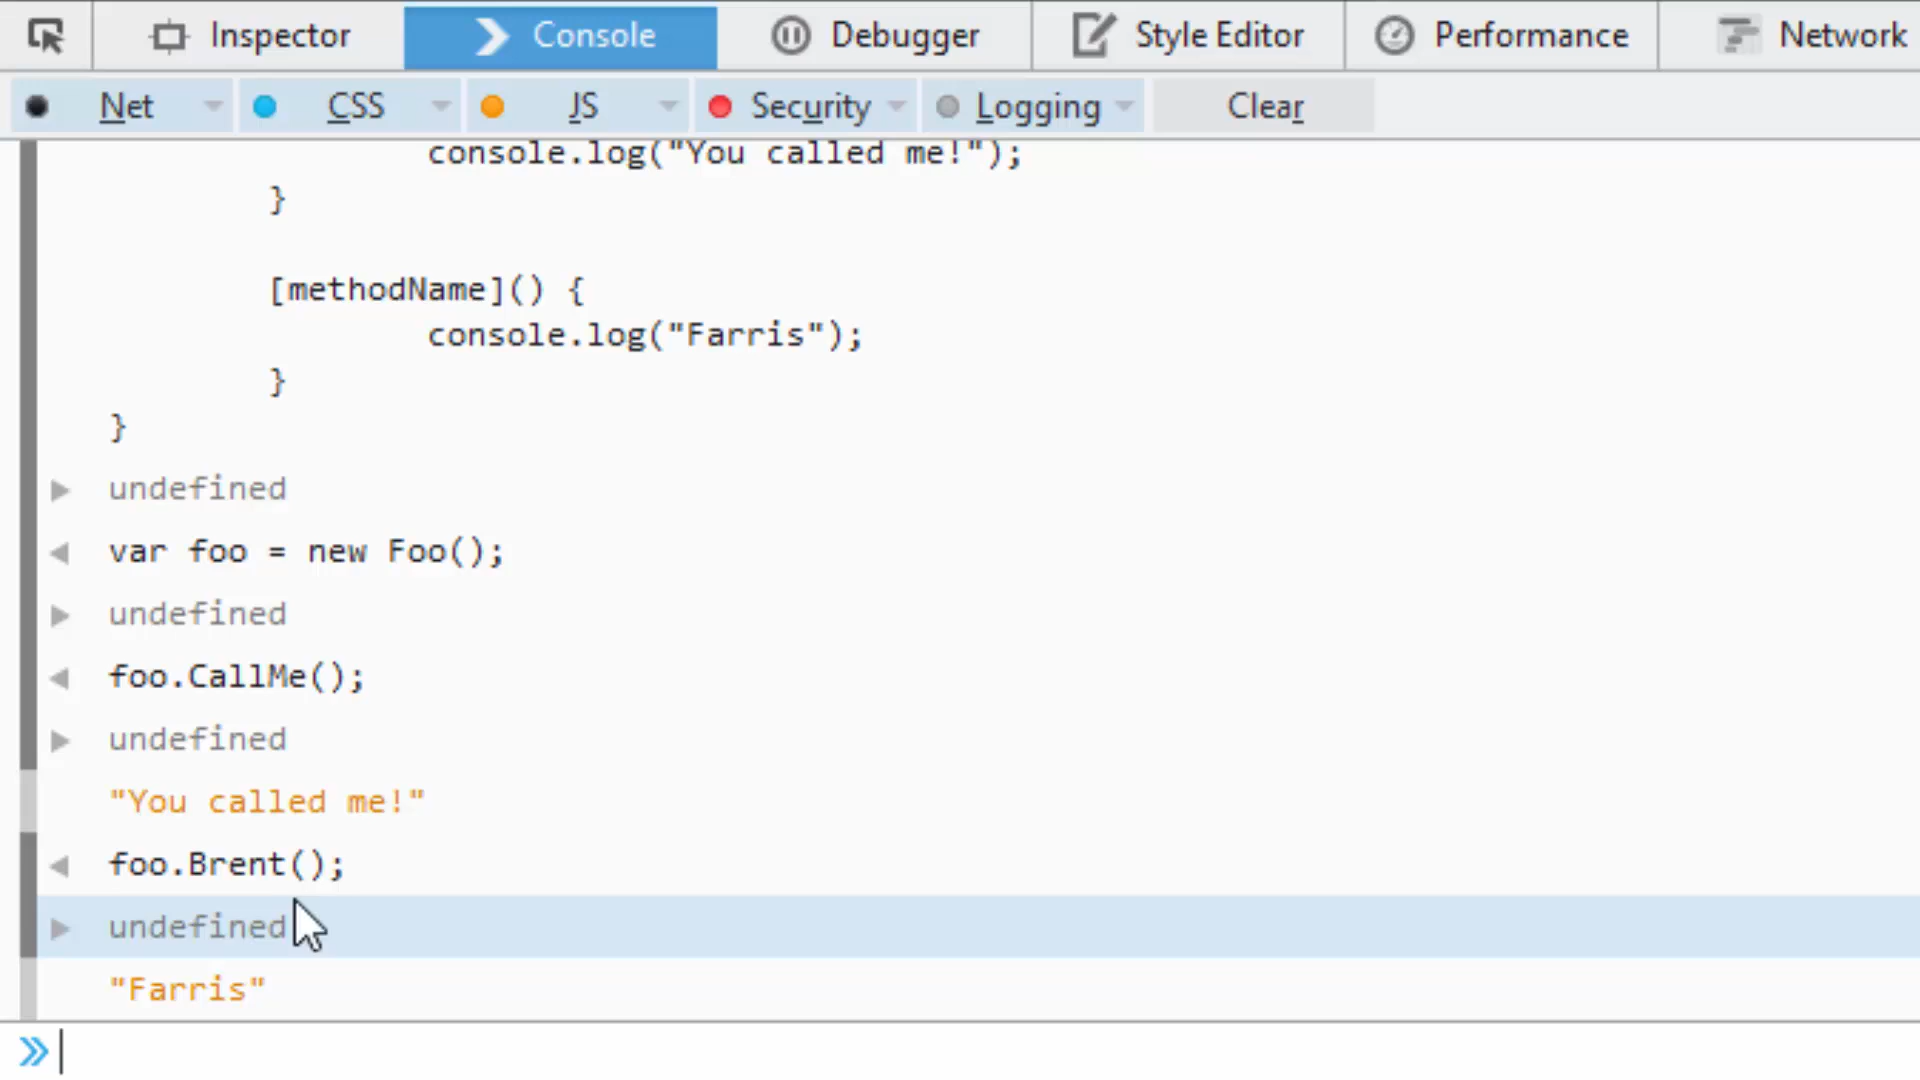 Inspector Console Debugger Style Editor Performance Network
Net CSS JS Security Logging Clear
console.log("You called me!");
}
[methodName]() {
console.log("Farris");
}
}
undefined
var foo = new Foo();
undefined
foo.CallMe();
undefined
"You called me!"
foo.Brent();
undefined
"Farris"